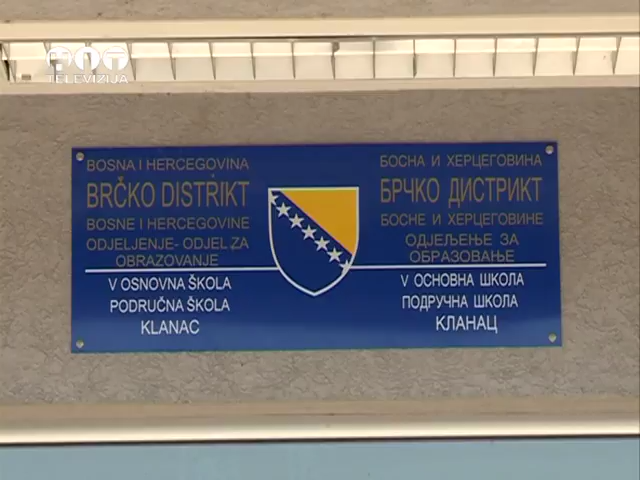 TELEVIZIJA
BOSNA I HERCEGOVINA
BRČKO DISTRIKT
BOSNE I HERCEGOVINE
ODJELJENJE- ODJEL ZA
OBRAZOVANJE
V OSNOVNA ŠKOLA
PODRUČNA ŠKOLA
KLANAC
БОСНА И ХЕРЦЕГОВИНА
БРЧКО ДИСТРИКТ
БОСНЕ И ХЕРЦЕГОВИНЕ
ОДЈЕЉЕЊЕ ЗА
ОБРАЗОВАЊЕ
V ОСНОВНА ШКОЛА
ПОДРУЧНА ШКОЛА
КЛАНАЦ